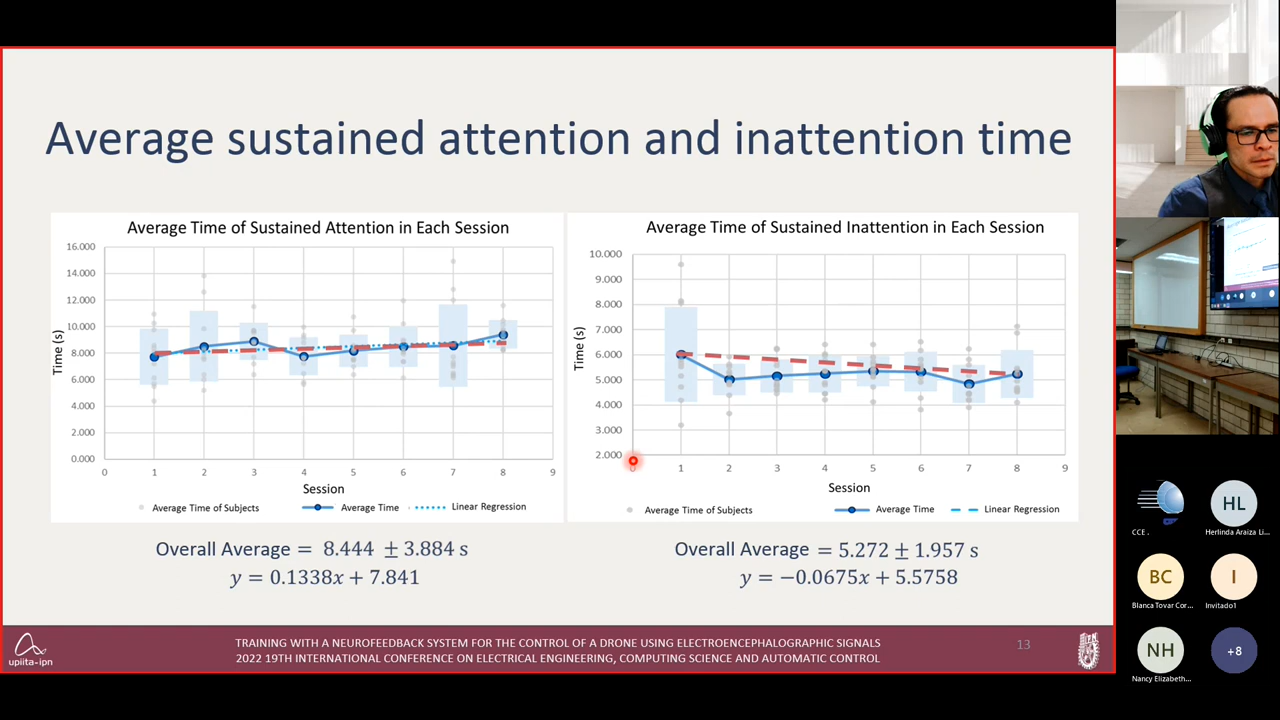 Average sustained attention and inattention time
Average Time of Sustained Attention in Each Session
16.000
14.000
12.000
10.000
8.000
6.000
4.000
2.000
0.000
Time (s)
0 1 2 3 4 5 6 7 8 9
Session
Average Time of Subjects Average Time Linear Regression
Average Time of Sustained Inattention in Each Session
10.000
9.000
8.000
7.000
6.000
5.000
4.000
3.000
2.000
Time (s)
1 2 3 4 5 6 7 8 9
Session
Average Time of Subjects Average Time Linear Regression
Overall Average = 8.444 ± 3.884 s
y = 0.1338x + 7.841
Overall Average = 5.272 ± 1.957 s
y = −0.0675x + 5.5758
upiita-ipn
TRAINING WITH A NEUROFEEDBACK SYSTEM FOR THE CONTROL OF A DRONE USING ELECTROENCEPHALOGRAPHIC SIGNALS
2022 19TH INTERNATIONAL CONFERENCE ON ELECTRICAL ENGINEERING, COMPUTING SCIENCE AND AUTOMATIC CONTROL
13
CCE .
HL
Herlinda Araiza Li...
BC
Blanca Tovar Cor...
I
Invitado1
NH
Nancy Elizabeth...
+8